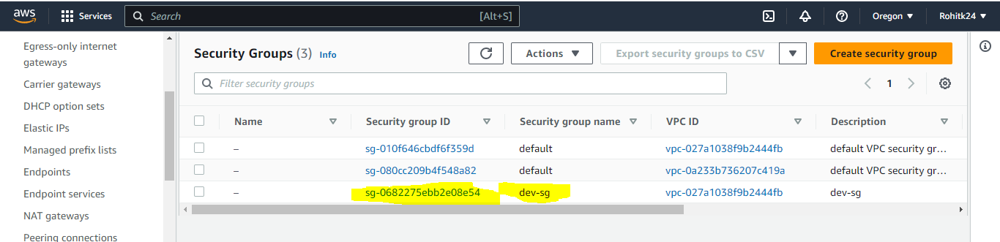 aws Services Search [Alt+S] Oregon Rohitk24
Egress-only internet
gateways
Carrier gateways
DHCP option sets
Elastic IPs
Managed prefix lists
Endpoints
Endpoint services
NAT gateways
Peering connections
Security Groups (3) Info Actions Export security groups to CSV Create security group
Filter security groups 1
Name Security group ID Security group name VPC ID Description
– sg-010f646cbdf6f359d default vpc-027a1038f9b2444fb default VPC security gr...
– sg-080cc209b4f548a82 default vpc-0a233b736207c419a default VPC security gr...
– sg-0682275ebb2e08e54 dev-sg vpc-027a1038f9b2444fb dev-sg